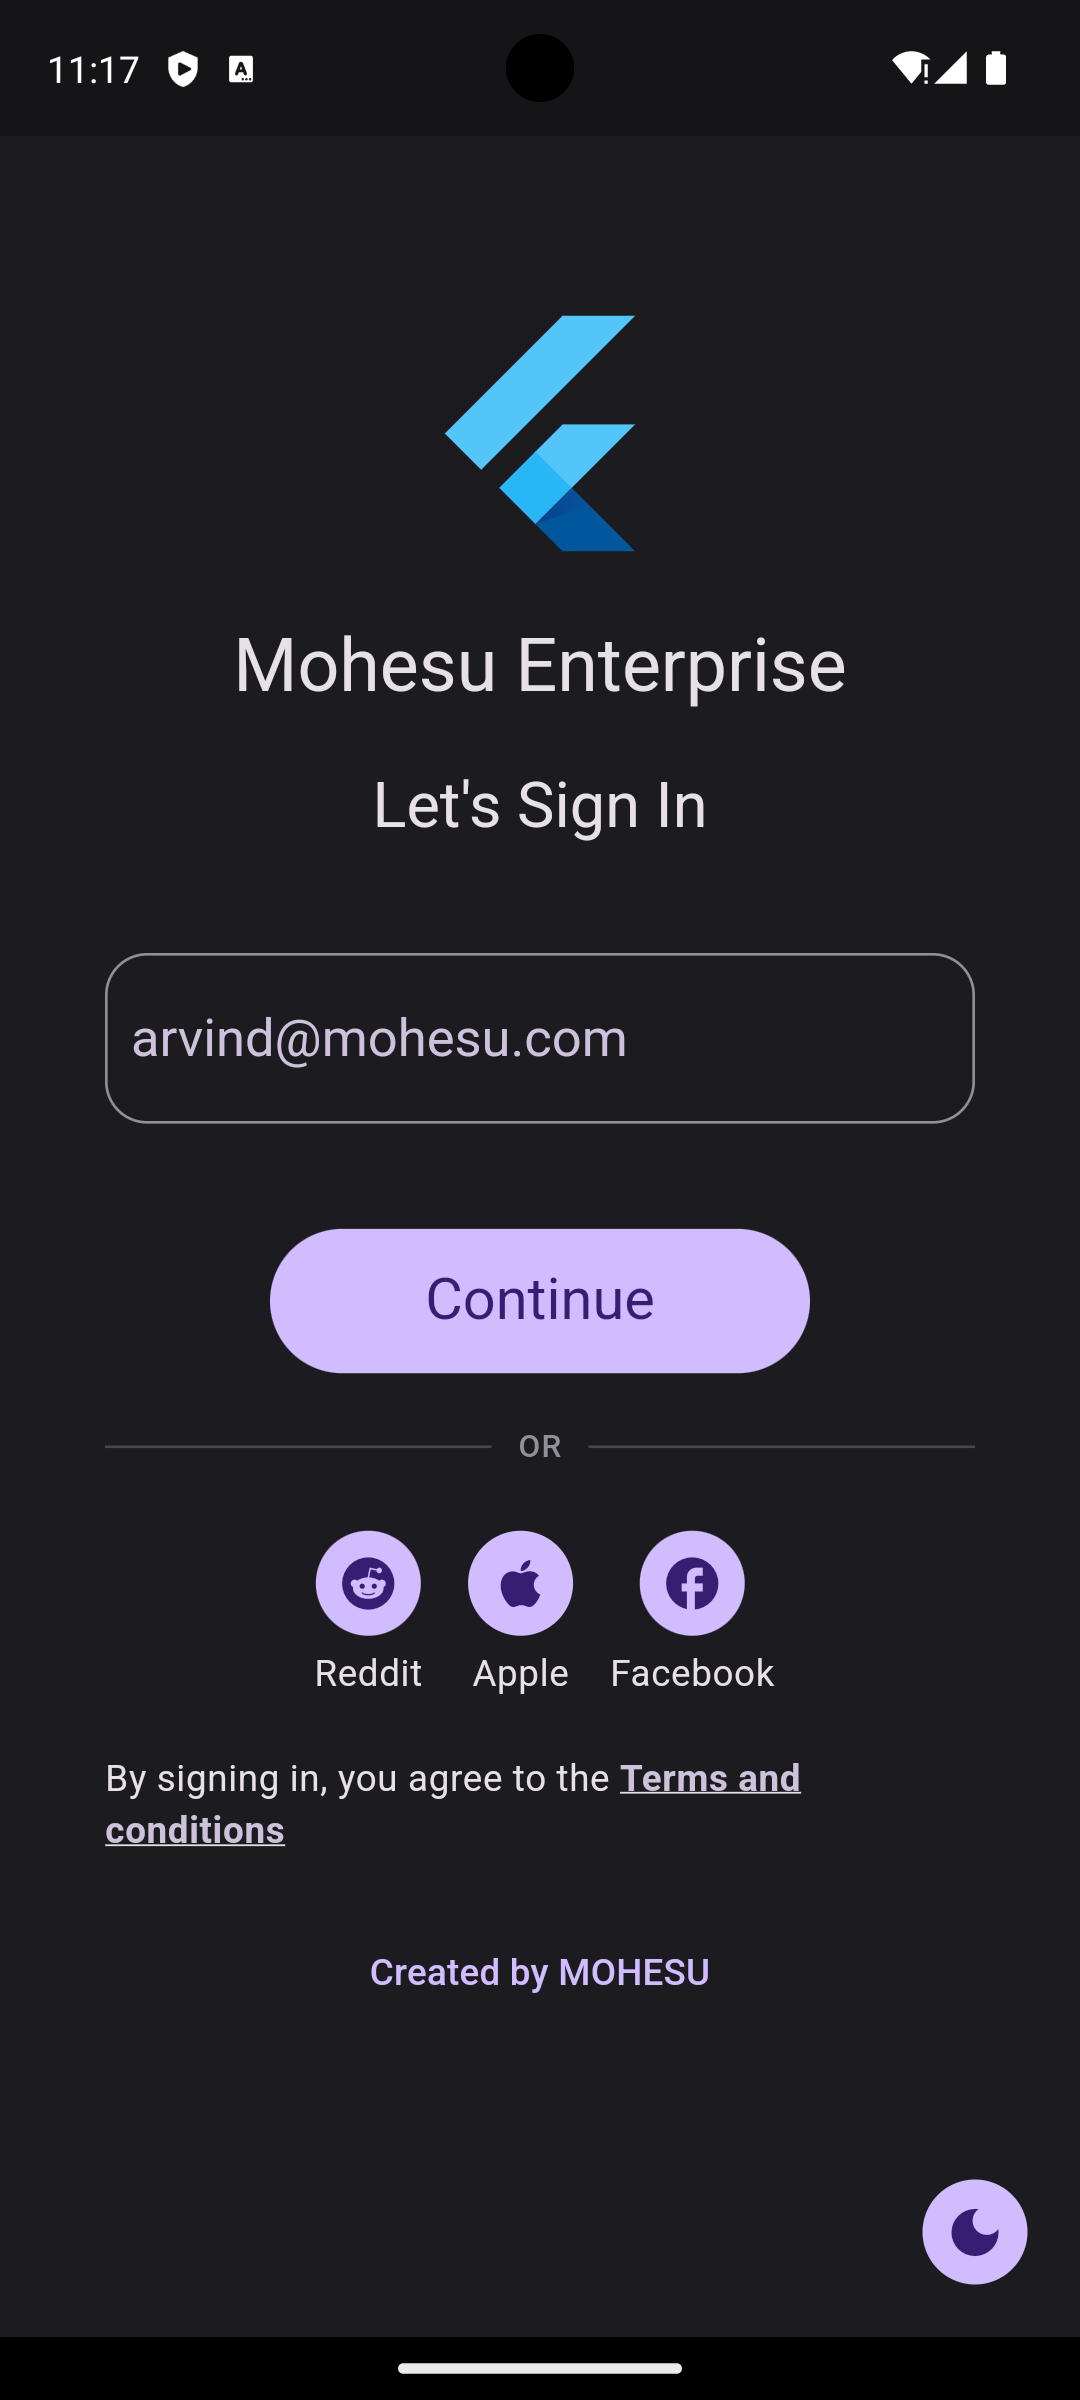 11:17
Mohesu Enterprise
Let's Sign In
arvind@mohesu.com
Continue
OR
Reddit Apple Facebook
By signing in, you agree to the Terms and
conditions
Created by MOHESU